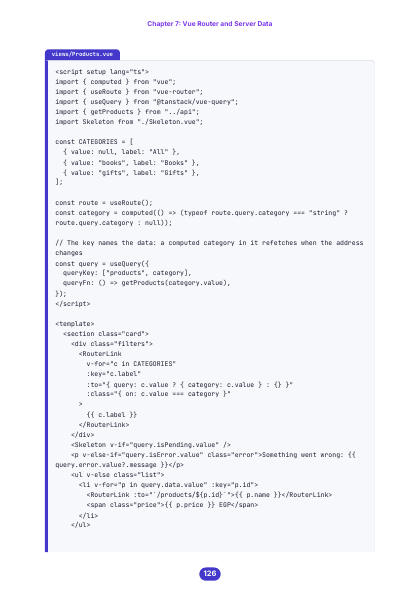 Chapter 7: Vue Router and Server Data
views/Products.vue
<script setup lang="ts">
import { computed } from "vue";
import { useRoute } from "vue-router";
import { useQuery } from "@tanstack/vue-query";
import { getProducts } from "../api";
import Skeleton from "./Skeleton.vue";

const CATEGORIES = [
  { value: null, label: "All" },
  { value: "books", label: "Books" },
  { value: "gifts", label: "Gifts" },
];

const route = useRoute();
const category = computed(() => (typeof route.query.category === "string" ?
route.query.category : null));

// The key names the data: a computed category in it refetches when the address
changes
const query = useQuery({
  queryKey: ["products", category],
  queryFn: () => getProducts(category.value),
});
</script>

<template>
  <section class="card">
    <div class="filters">
      <RouterLink
        v-for="c in CATEGORIES"
        :key="c.label"
        :to="{ query: c.value ? { category: c.value } : {} }"
        :class="{ on: c.value === category }"
      >
        {{ c.label }}
      </RouterLink>
    </div>
    <Skeleton v-if="query.isPending.value" />
    <p v-else-if="query.isError.value" class="error">Something went wrong: {{
query.error.value?.message }}</p>
    <ul v-else class="list">
      <li v-for="p in query.data.value" :key="p.id">
        <RouterLink :to="`/products/${p.id}`">{{ p.name }}</RouterLink>
        <span class="price">{{ p.price }} EGP</span>
      </li>
    </ul>
126